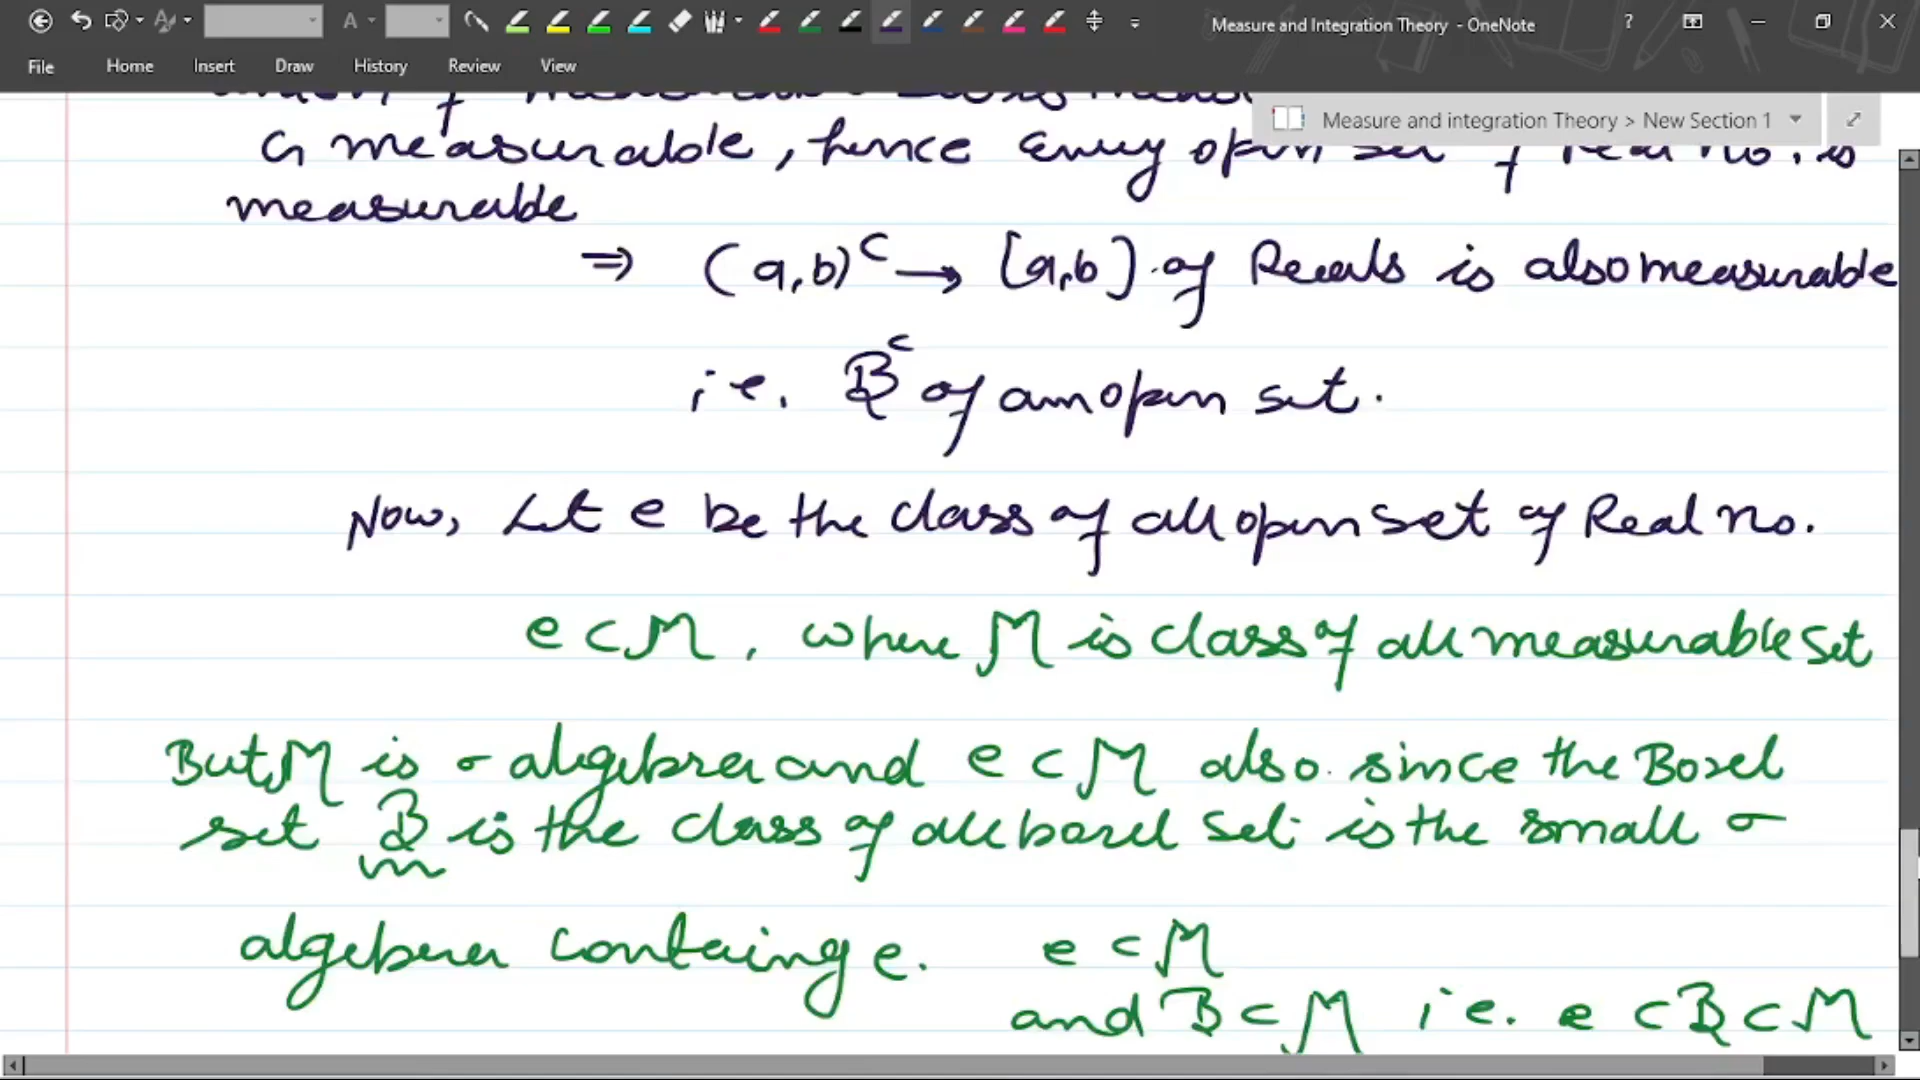 Measure and Integration Theory - OneNote
File Home Insert Draw History Review View
Measure and integration Theory > New Section 1
G measurable, hence Every open set of Real no. is
measurable
⇒ (a,b)ᶜ → [a,b] of Reals is also measurable
i.e. Bᶜ of an open set.
Now, Let e be the class of all open set of Real no.
e ⊂ M, where M is class of all measurable set
But M is σ algebra and e ⊂ M also. since the Borel
set B is the class of all borel set is the small σ
algebra containg e. e ⊂ M
and B ⊂ M i.e. e ⊂ B ⊂ M